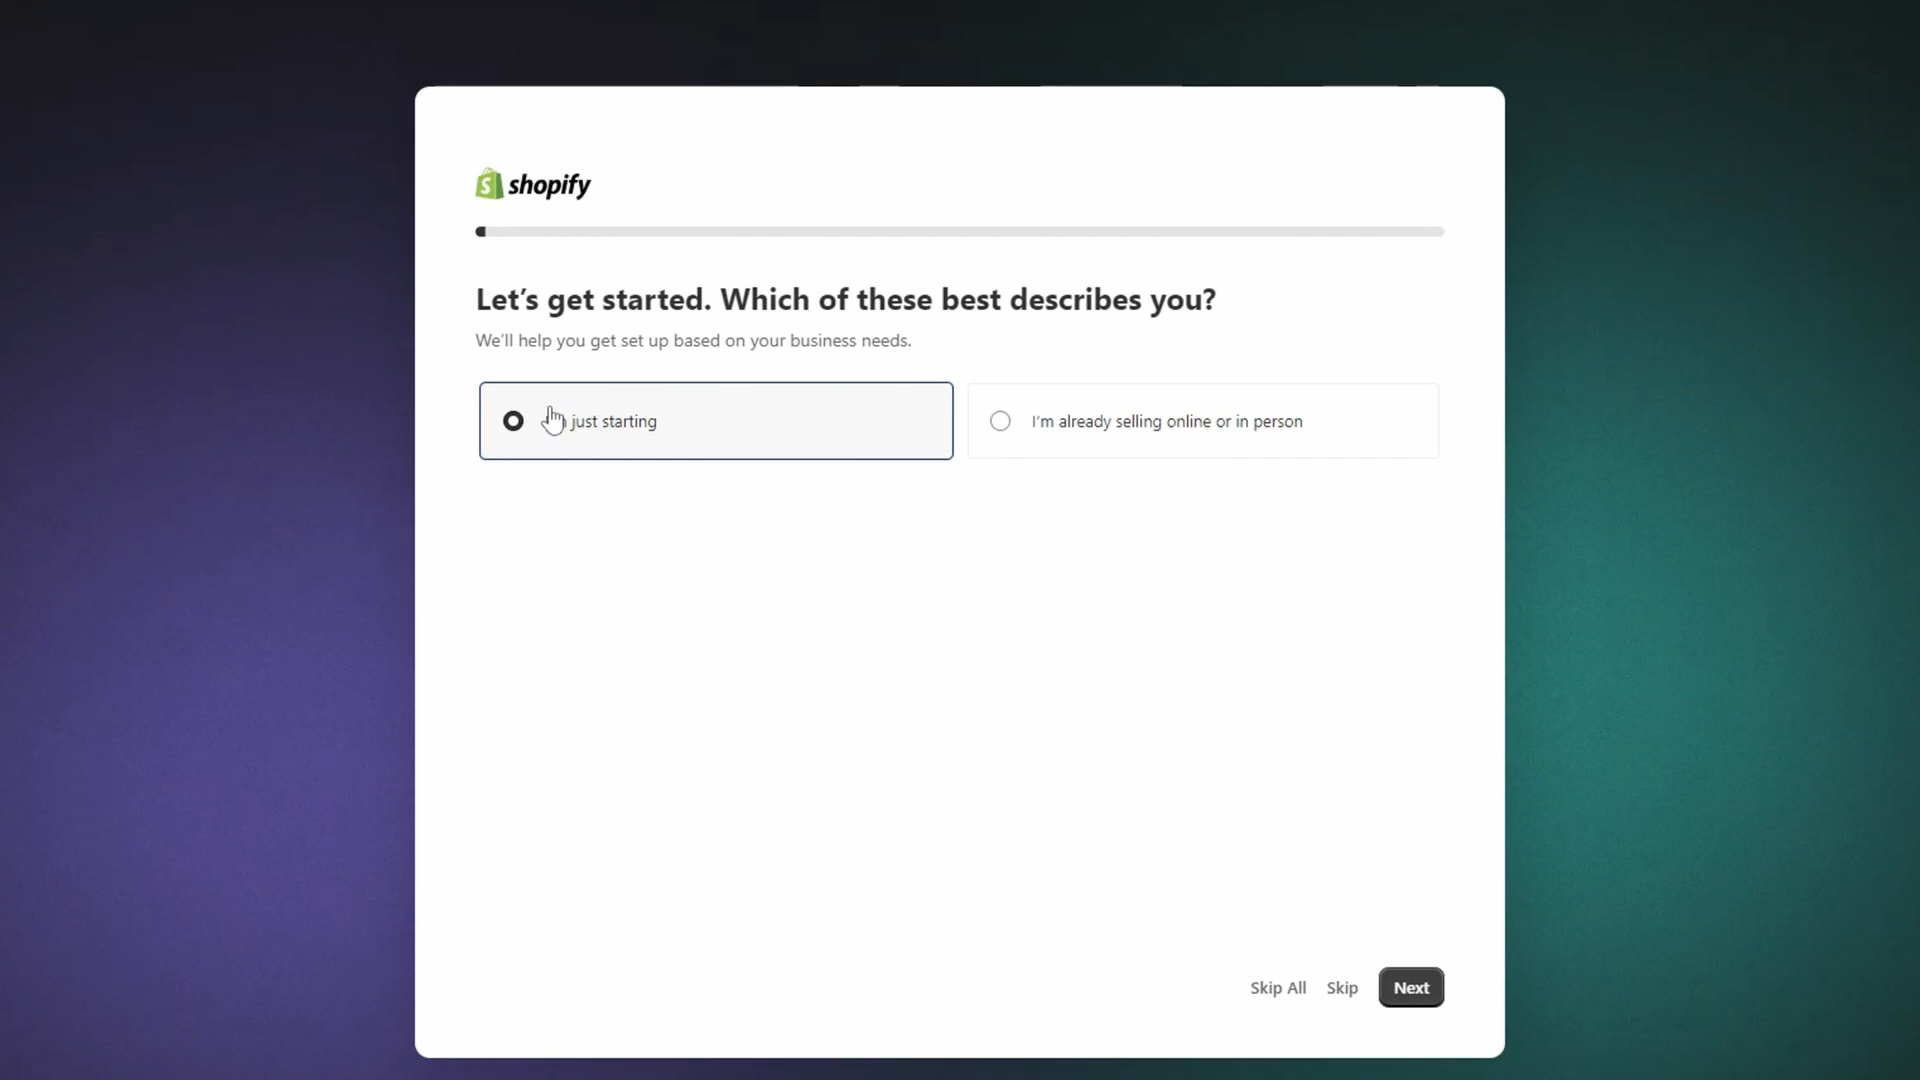 shopify
Let's get started. Which of these best describes you?
We'll help you get set up based on your business needs.
just starting
I'm already selling online or in person
Skip All
Skip
Next